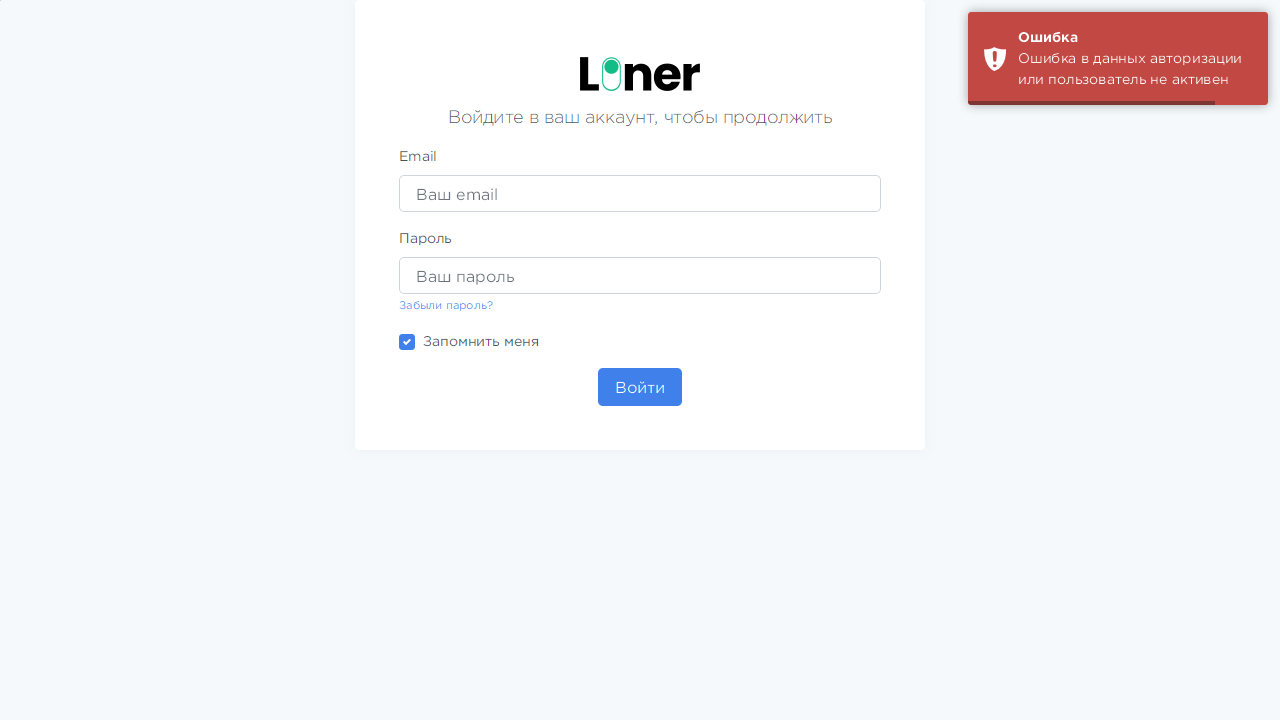 Liner
Войдите в ваш аккаунт, чтобы продолжить
Email
Ваш email
Пароль
Ваш пароль
Забыли пароль?
Запомнить меня
Войти
Ошибка
Ошибка в данных авторизации
или пользователь не активен